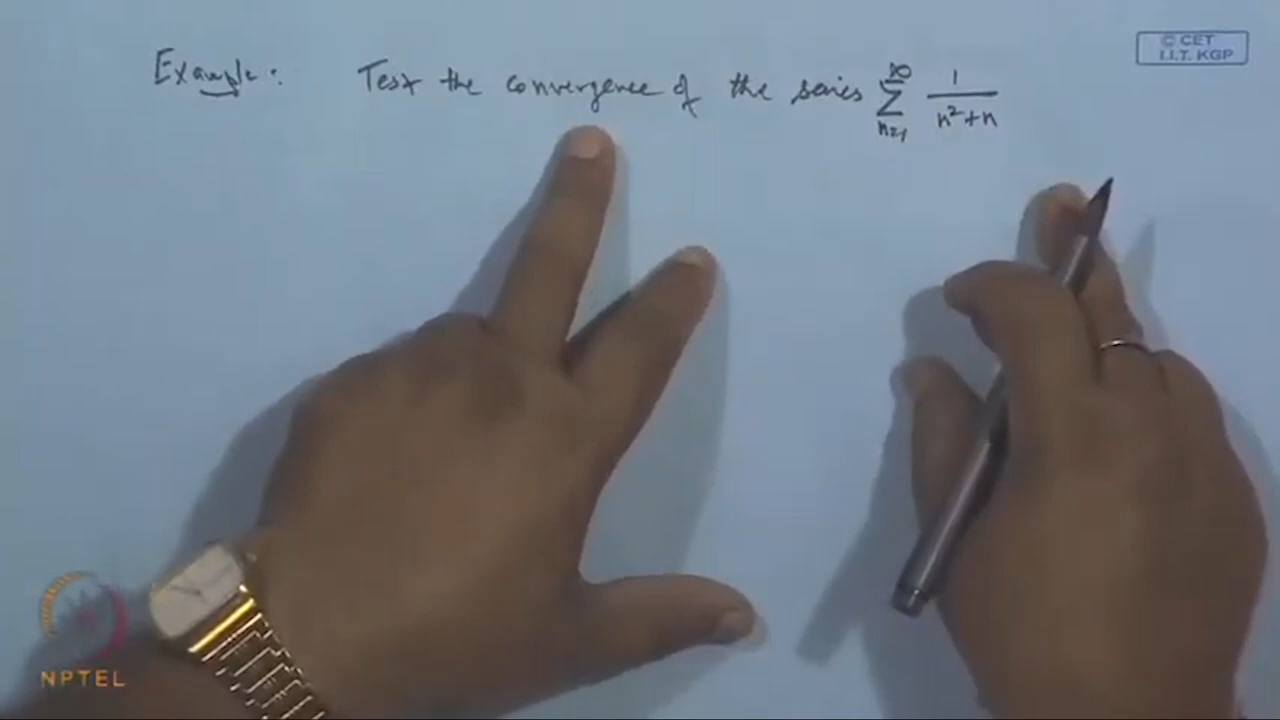 Example: Test the convergence of the series ∑_{n=1}^{∞} 1/(n²+n)
© CET
I.I.T. KGP
NPTEL